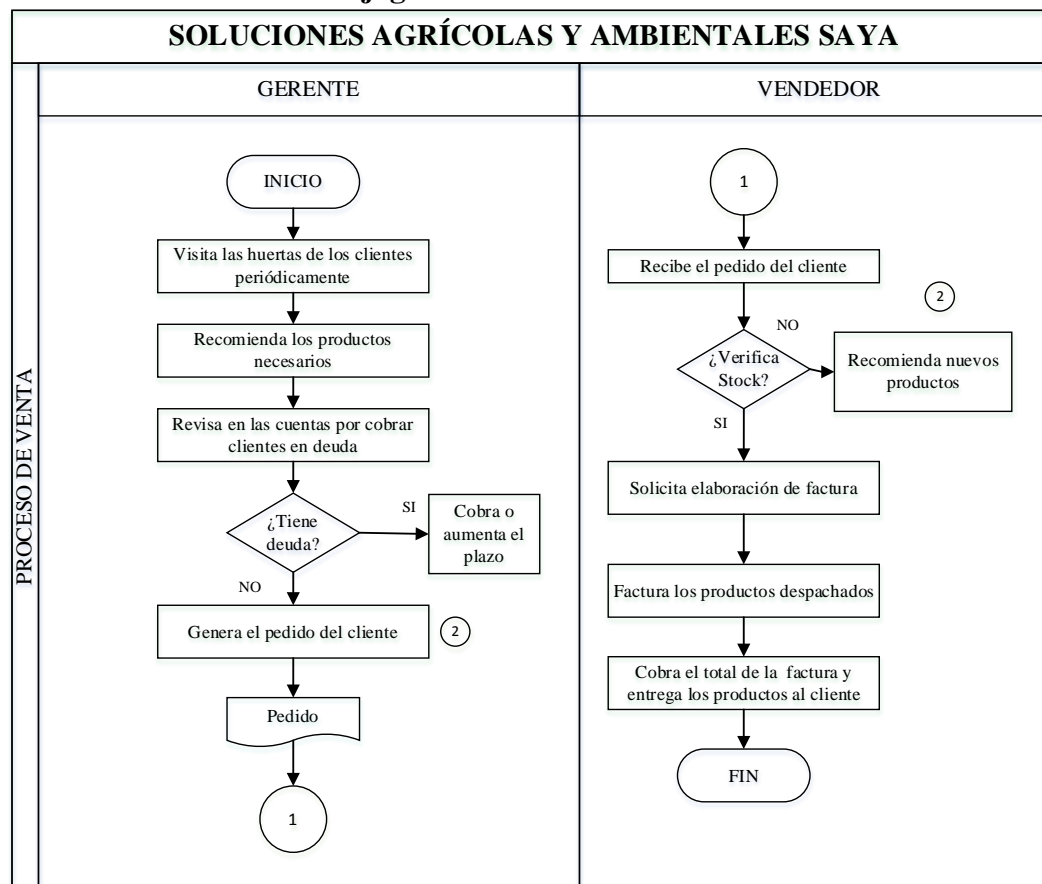 SOLUCIONES AGRÍCOLAS Y AMBIENTALES SAYA
PROCESO DE VENTA
GERENTE
INICIO
Visita las huertas de los clientes
periódicamente
Recomienda los productos
necesarios
Revisa en las cuentas por cobrar
clientes en deuda
¿Tiene
deuda?
SI
Cobra o
aumenta el
plazo
NO
Genera el pedido del cliente
2
Pedido
1
VENDEDOR
1
Recibe el pedido del cliente
2
NO
¿Verifica
Stock?
Recomienda nuevos
productos
SI
Solicita elaboración de factura
Factura los productos despachados
Cobra el total de la factura y
entrega los productos al cliente
FIN